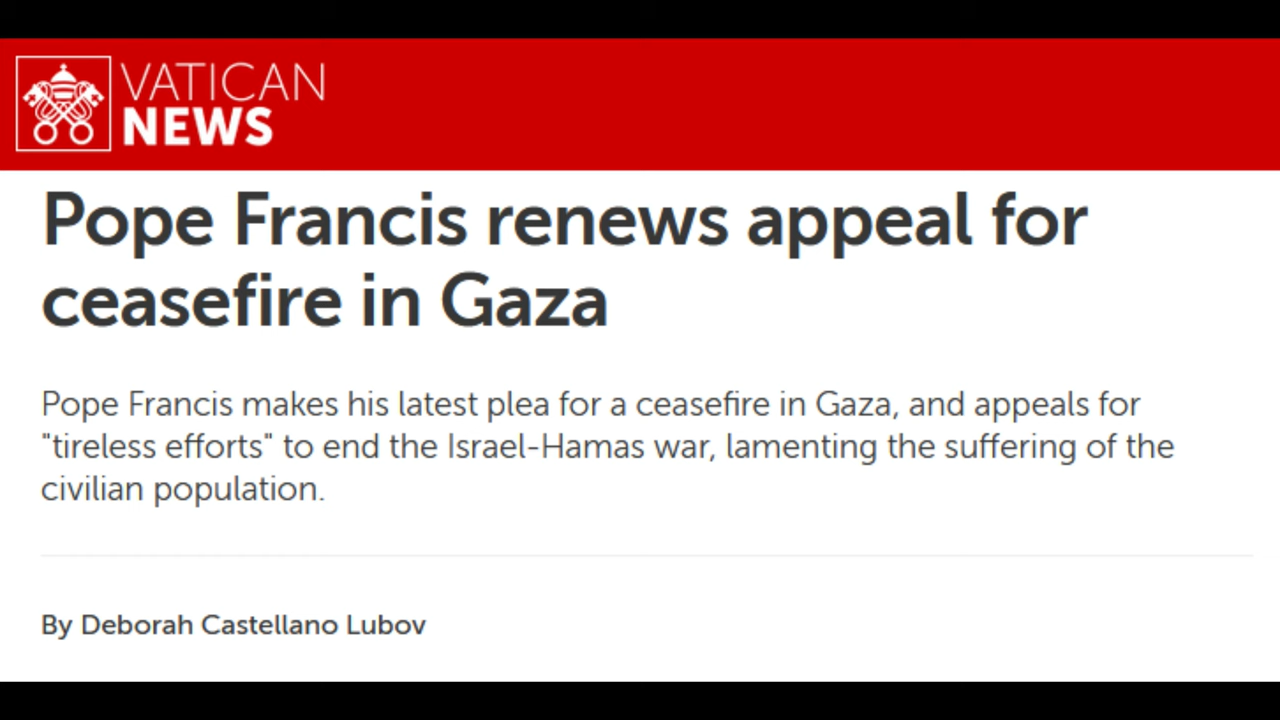 VATICAN
NEWS
Pope Francis renews appeal for
ceasefire in Gaza
Pope Francis makes his latest plea for a ceasefire in Gaza, and appeals for
"tireless efforts" to end the Israel-Hamas war, lamenting the suffering of the
civilian population.
By Deborah Castellano Lubov